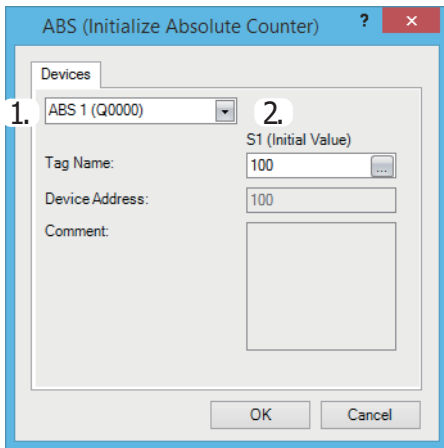 ABS (Initialize Absolute Counter) ? ×
Devices
1. ABS 1 (Q0000) 2.
S1 (Initial Value)
Tag Name: 100 ...
Device Address: 100
Comment:
OK Cancel